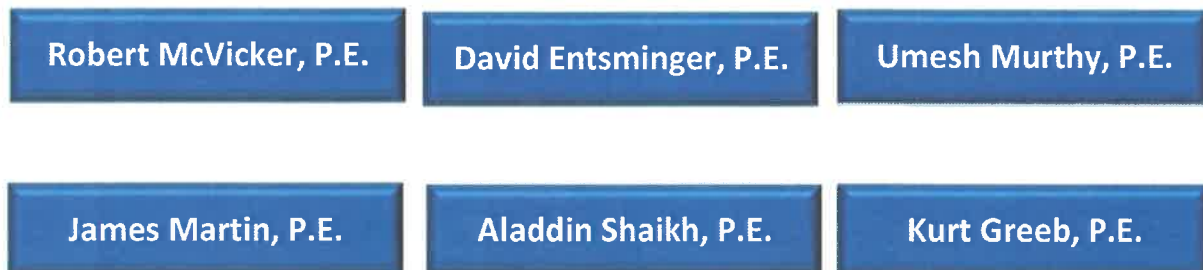 Robert McVicker, P.E.
David Entsminger, P.E.
Umesh Murthy, P.E.
James Martin, P.E.
Aladdin Shaikh, P.E.
Kurt Greeb, P.E.